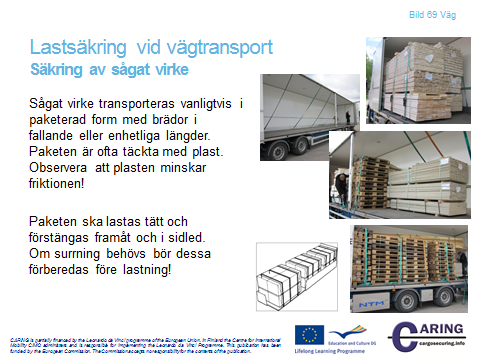 Bild 69 Väg
Lastsäkring vid vägtransport
Säkring av sågat virke
Sågat virke transporteras vanligtvis i
paketerad form med brädor i
fallande eller enhetliga längder.
Paketen är ofta täckta med plast.
Observera att plasten minskar
friktionen!
Paketen ska lastas tätt och
förstängas framåt och i sidled.
Om surrning behövs bör dessa
förberedas före lastning!
NTM
CARING is partially financed by the Leonardo da Vinci programme of the European Union. In Finland the Centre for International
Mobility CIMO administers and is responsible for implementing the Leonardo da Vinci Programme. This publication has been
funded by the European Commission. The Commission accepts no responsibility for the contents of the publication.
Education and Culture DG
Lifelong Learning Programme
CARING
cargosecuring.info